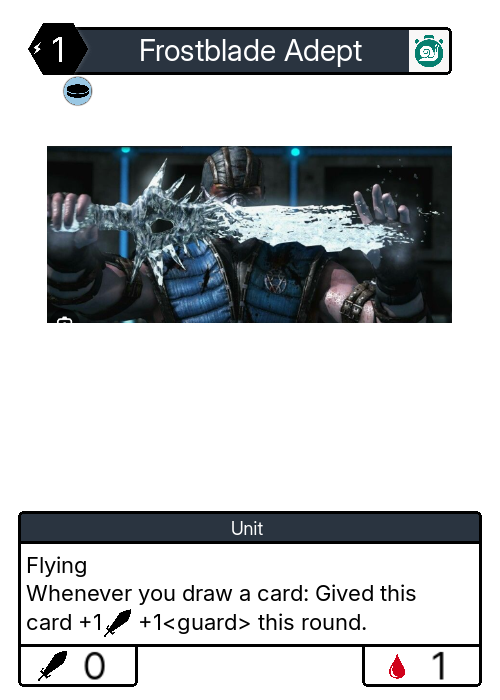 1
Frostblade Adept
Unit
Flying
Whenever you draw a card: Gived this
card +1 +1<guard> this round.
0
1